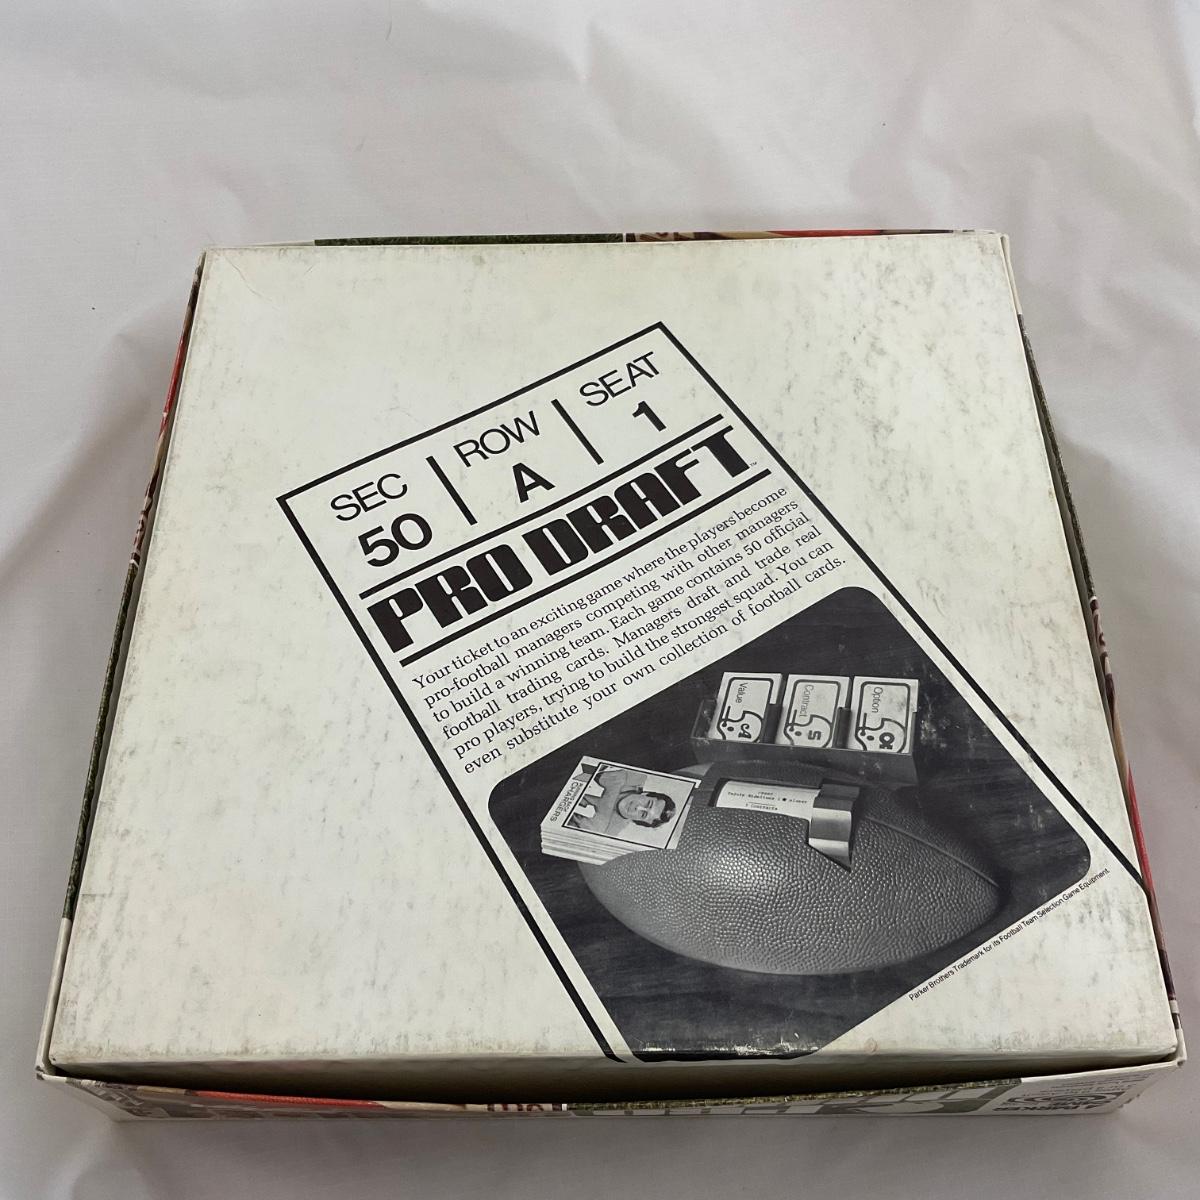 SEC ROW SEAT
50 A 1
PRO DRAFT™
Your ticket to an exciting game where the players become
pro-football managers competing with other managers
to build a winning team. Each game contains 50 official
football trading cards. Managers draft and trade real
pro players, trying to build the strongest squad. You can
even substitute your own collection of football cards.
Value
Contract
5
Option
CHARGERS
Parker Brothers Trademark for its Football Team Selection Game Equipment.